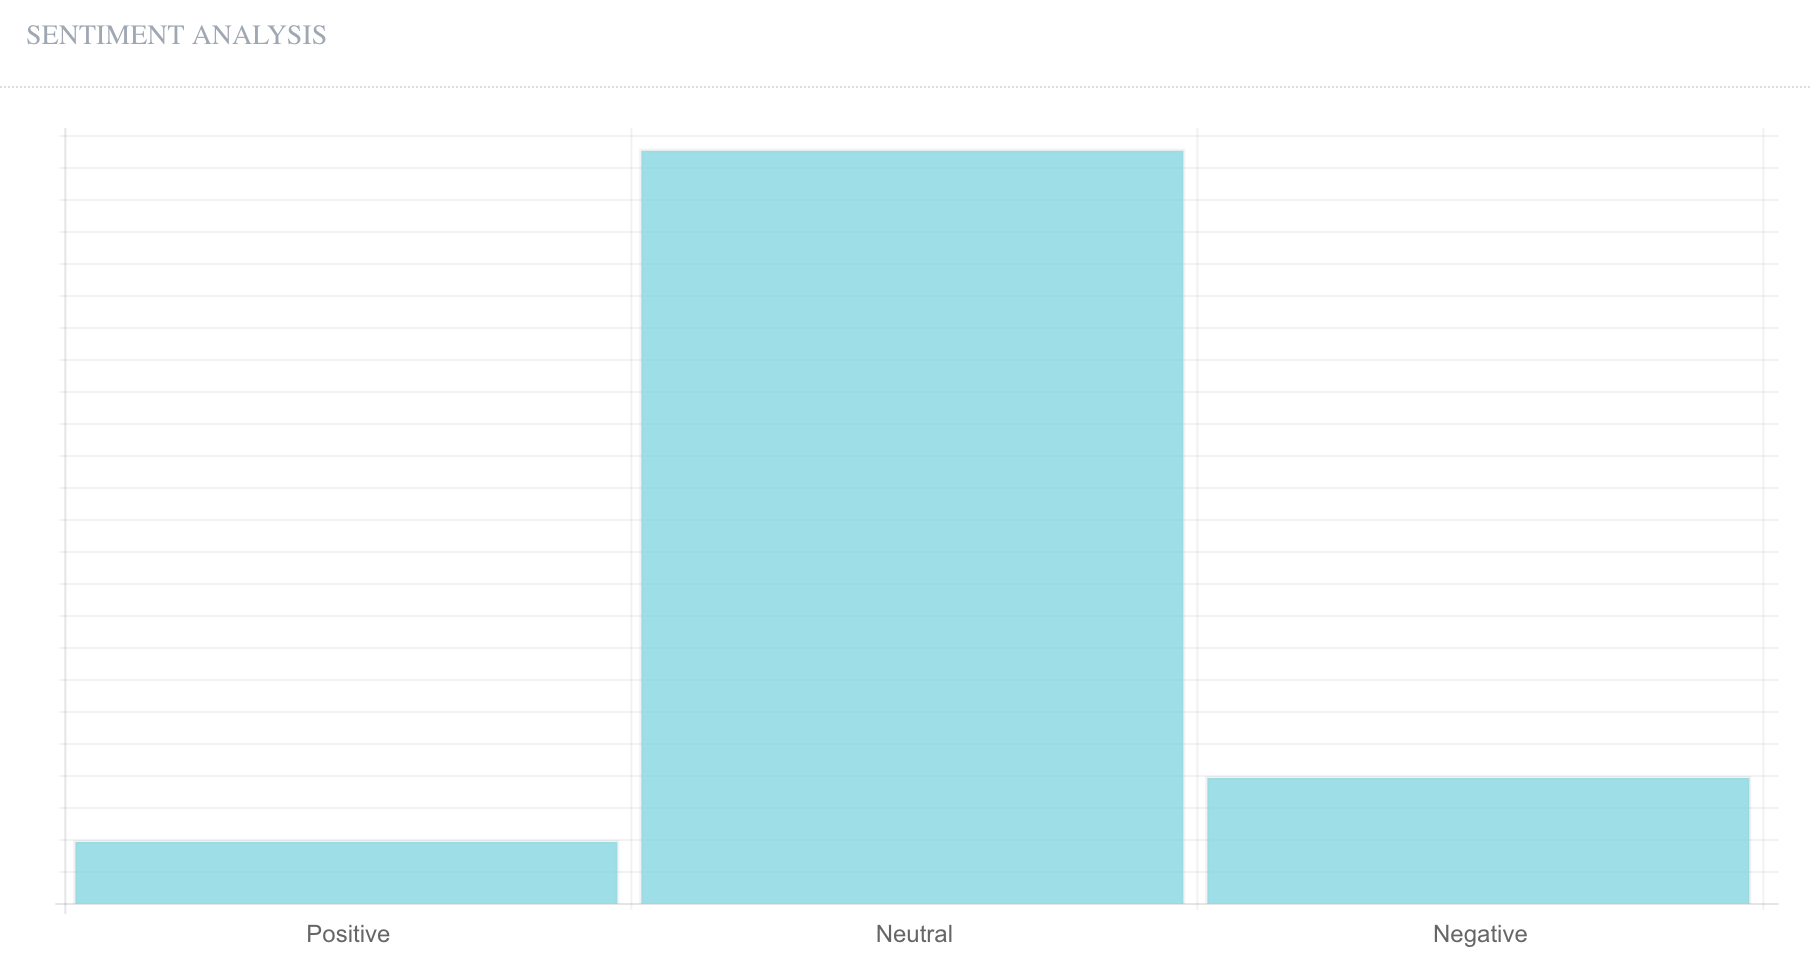 SENTIMENT ANALYSIS
Positive
Neutral
Negative